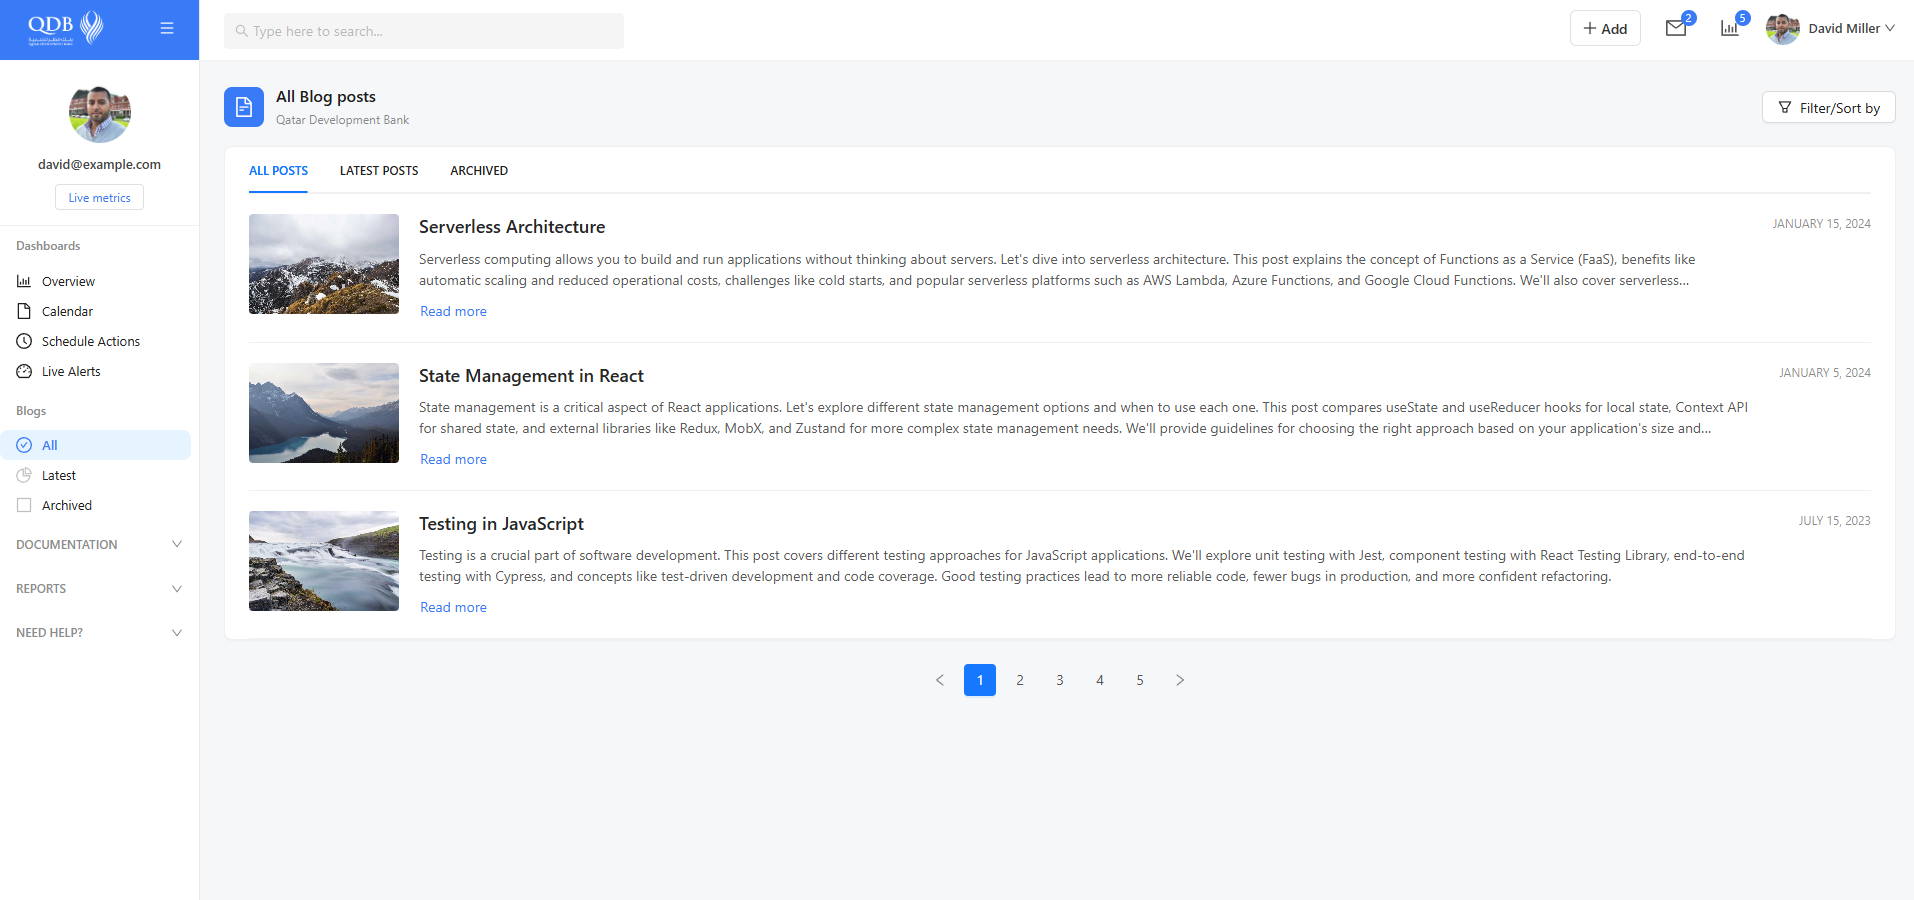 QDB
Type here to search...
Add
2
5
David Miller
david@example.com
Live metrics
Dashboards
Overview
Calendar
Schedule Actions
Live Alerts
Blogs
All
Latest
Archived
DOCUMENTATION
REPORTS
NEED HELP?
All Blog posts
Qatar Development Bank
Filter/Sort by
ALL POSTS
LATEST POSTS
ARCHIVED
Serverless Architecture
JANUARY 15, 2024
Serverless computing allows you to build and run applications without thinking about servers. Let's dive into serverless architecture. This post explains the concept of Functions as a Service (FaaS), benefits like
automatic scaling and reduced operational costs, challenges like cold starts, and popular serverless platforms such as AWS Lambda, Azure Functions, and Google Cloud Functions. We'll also cover serverless...
Read more
State Management in React
JANUARY 5, 2024
State management is a critical aspect of React applications. Let's explore different state management options and when to use each one. This post compares useState and useReducer hooks for local state, Context API
for shared state, and external libraries like Redux, MobX, and Zustand for more complex state management needs. We'll provide guidelines for choosing the right approach based on your application's size and...
Read more
Testing in JavaScript
JULY 15, 2023
Testing is a crucial part of software development. This post covers different testing approaches for JavaScript applications. We'll explore unit testing with Jest, component testing with React Testing Library, end-to-end
testing with Cypress, and concepts like test-driven development and code coverage. Good testing practices lead to more reliable code, fewer bugs in production, and more confident refactoring.
Read more
1
2
3
4
5